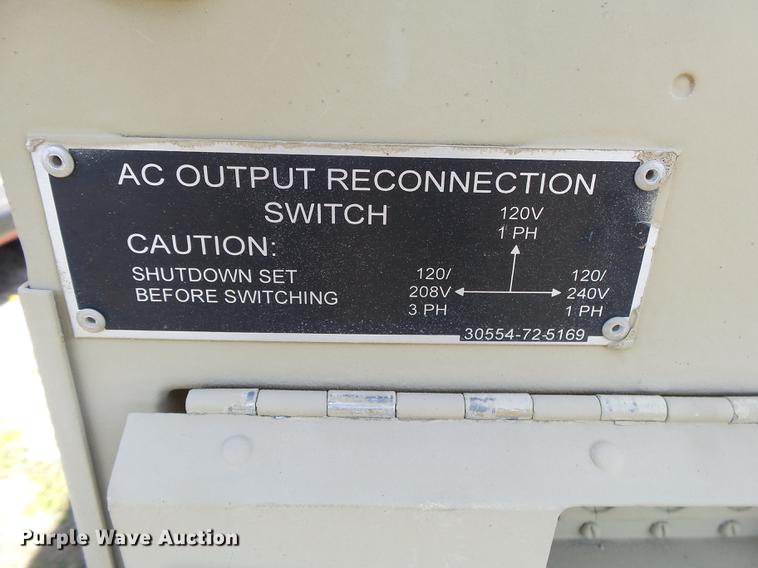 AC OUTPUT RECONNECTION
SWITCH
CAUTION:
SHUTDOWN SET
BEFORE SWITCHING
120V
1 PH
120/
208V
3 PH
120/
240V
1 PH
30554-72-5169
Purple Wave Auction